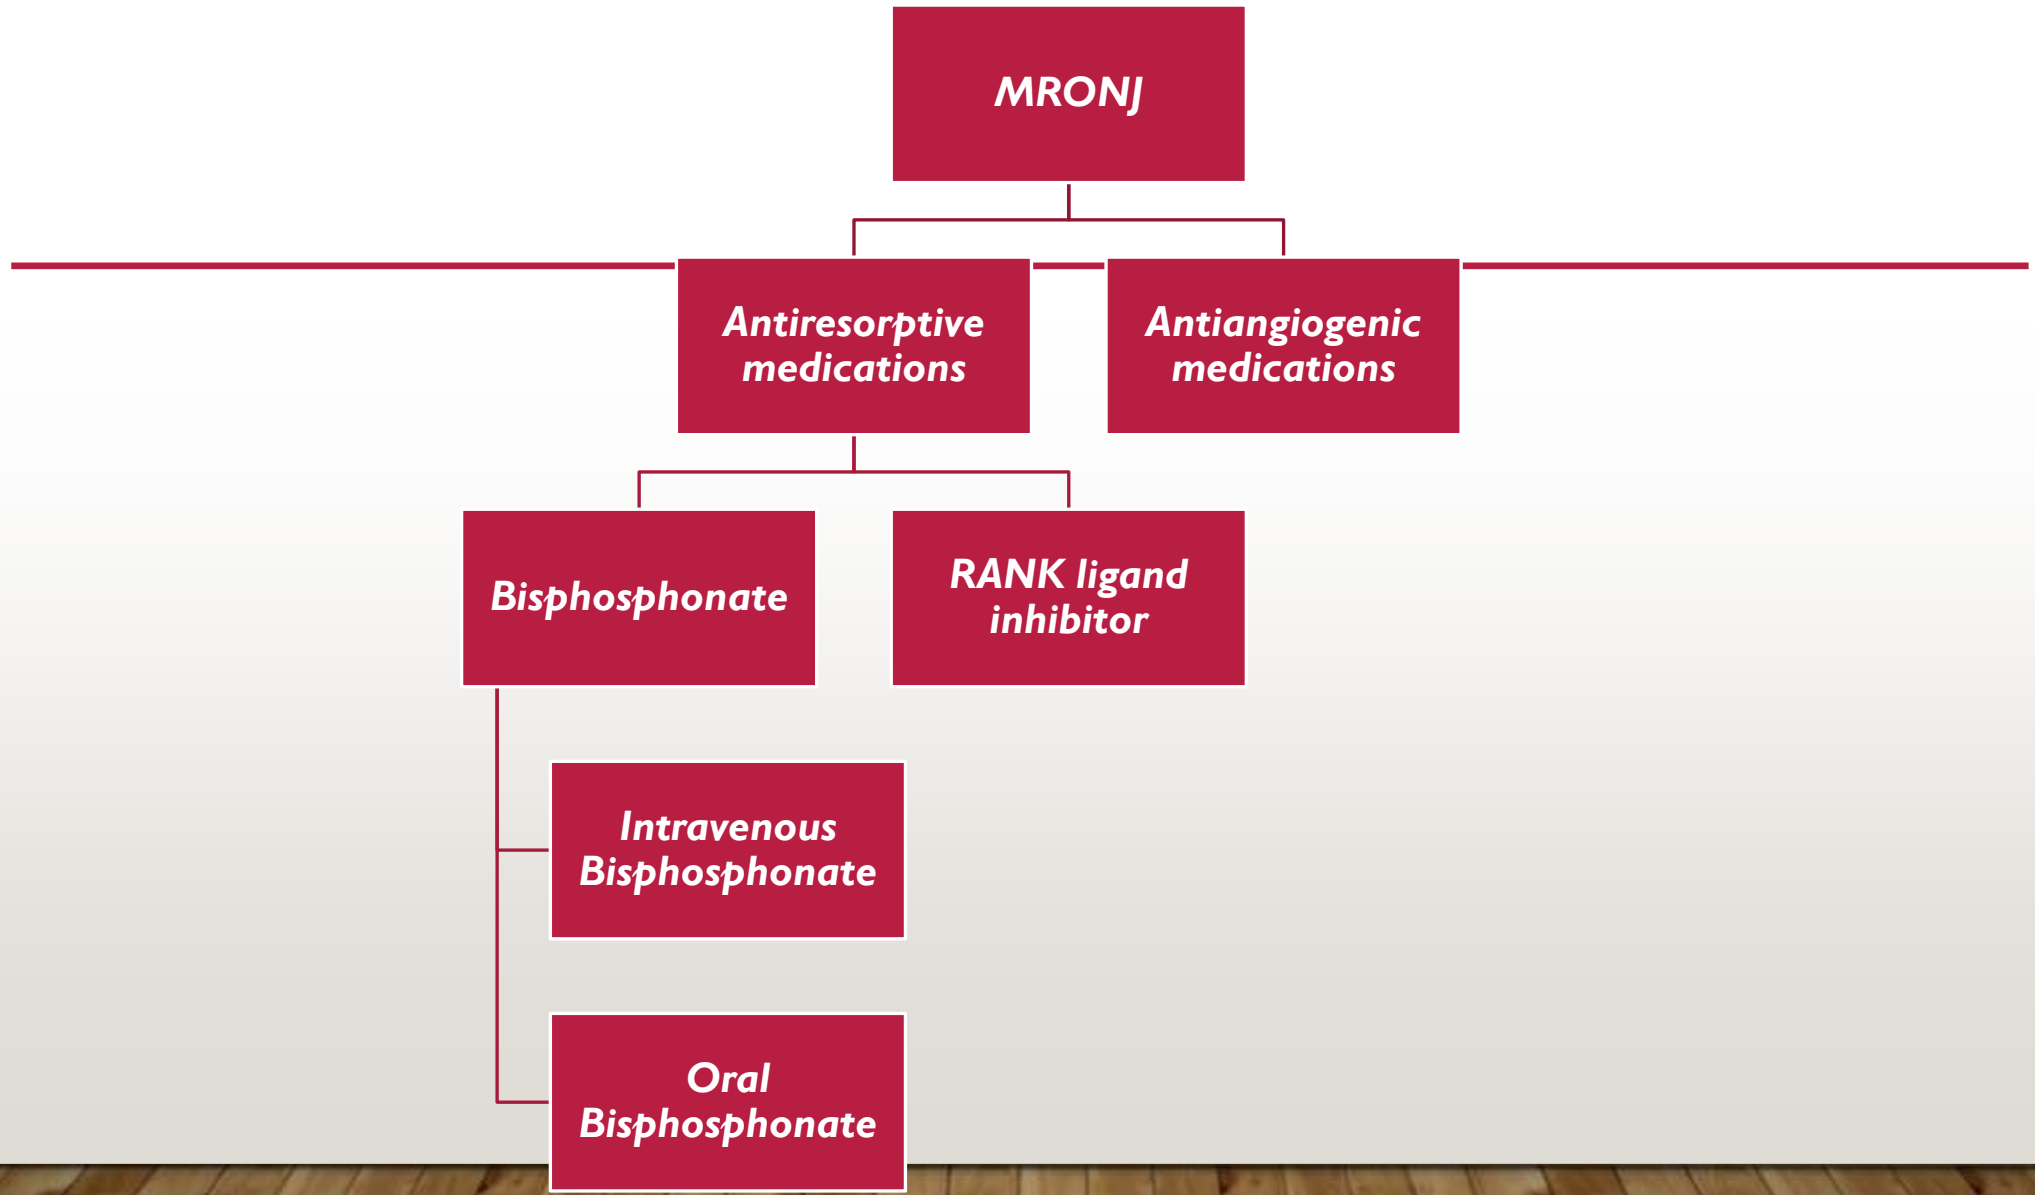 MRONJ
Antiresorptive
medications
Antiangiogenic
medications
Bisphosphonate
RANK ligand
inhibitor
Intravenous
Bisphosphonate
Oral
Bisphosphonate